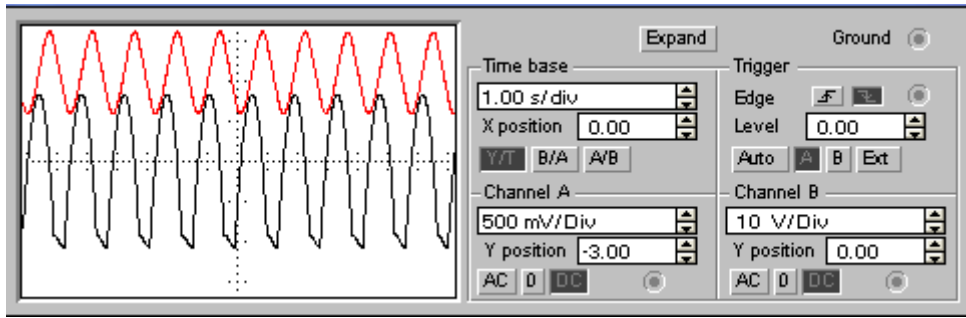 Expand Ground
Time base
1.00 s/div
X position 0.00
Y/T B/A A/B
Trigger
Edge
Level 0.00
Auto A B Ext
Channel A
500 mV/Div
Y position -3.00
AC 0 DC
Channel B
10 V/Div
Y position 0.00
AC 0 DC